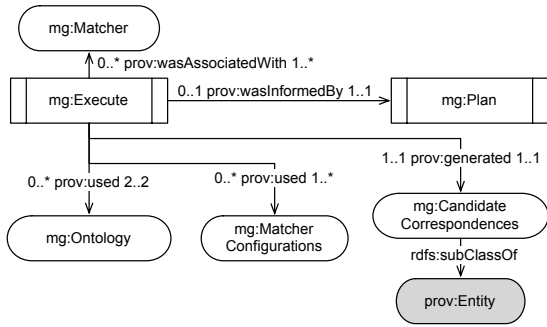 mg:Matcher
0..* prov:wasAssociatedWith 1..*
mg:Execute
0..1 prov:wasInformedBy 1..1
mg:Plan
0..* prov:used 2..2
0..* prov:used 1..*
1..1 prov:generated 1..1
mg:Ontology
mg:Matcher
Configurations
mg:Candidate
Correspondences
rdfs:subClassOf
prov:Entity